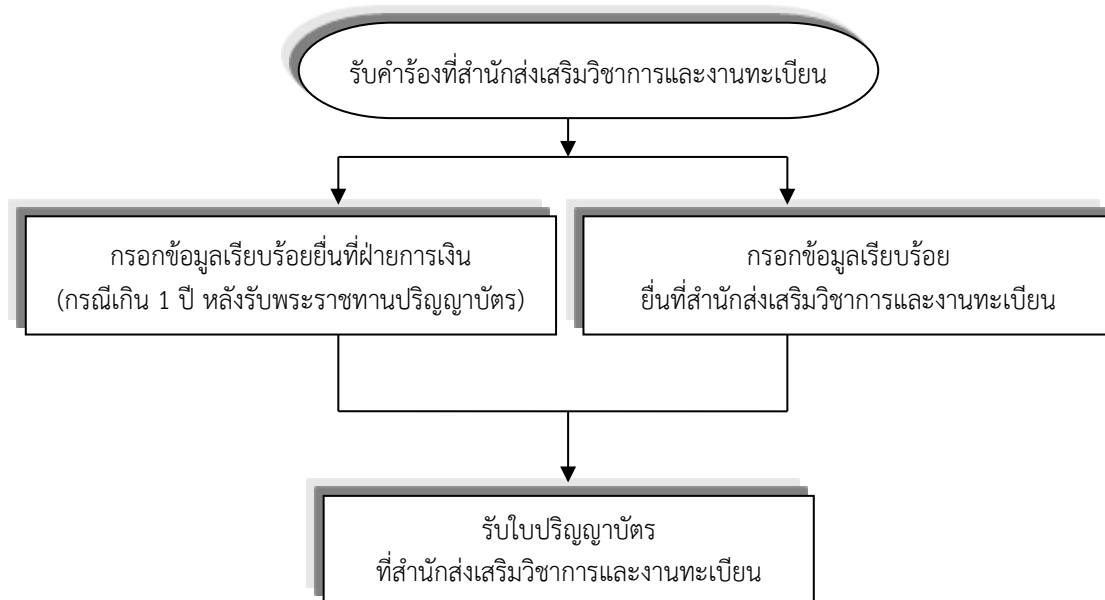 รับคำร้องที่สำนักส่งเสริมวิชาการและงานทะเบียน
กรอกข้อมูลเรียบร้อยยื่นที่ฝ่ายการเงิน
(กรณีเกิน 1 ปี หลังรับพระราชทานปริญญาบัตร)
กรอกข้อมูลเรียบร้อย
ยื่นที่สำนักส่งเสริมวิชาการและงานทะเบียน
รับใบปริญญาบัตร
ที่สำนักส่งเสริมวิชาการและงานทะเบียน